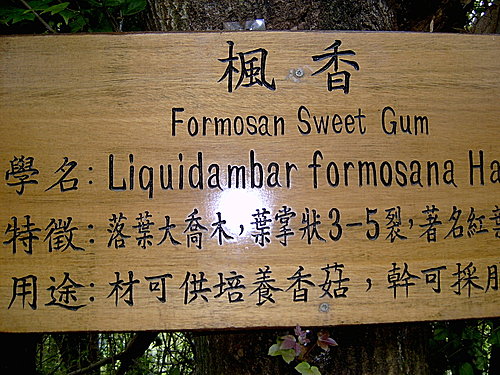 楓香
Formosan Sweet Gum
學名:Liquidambar formosana Ha
特徵:落葉大喬木,葉掌狀3-5裂,著名紅
用途:材可供培養香菇,幹可採